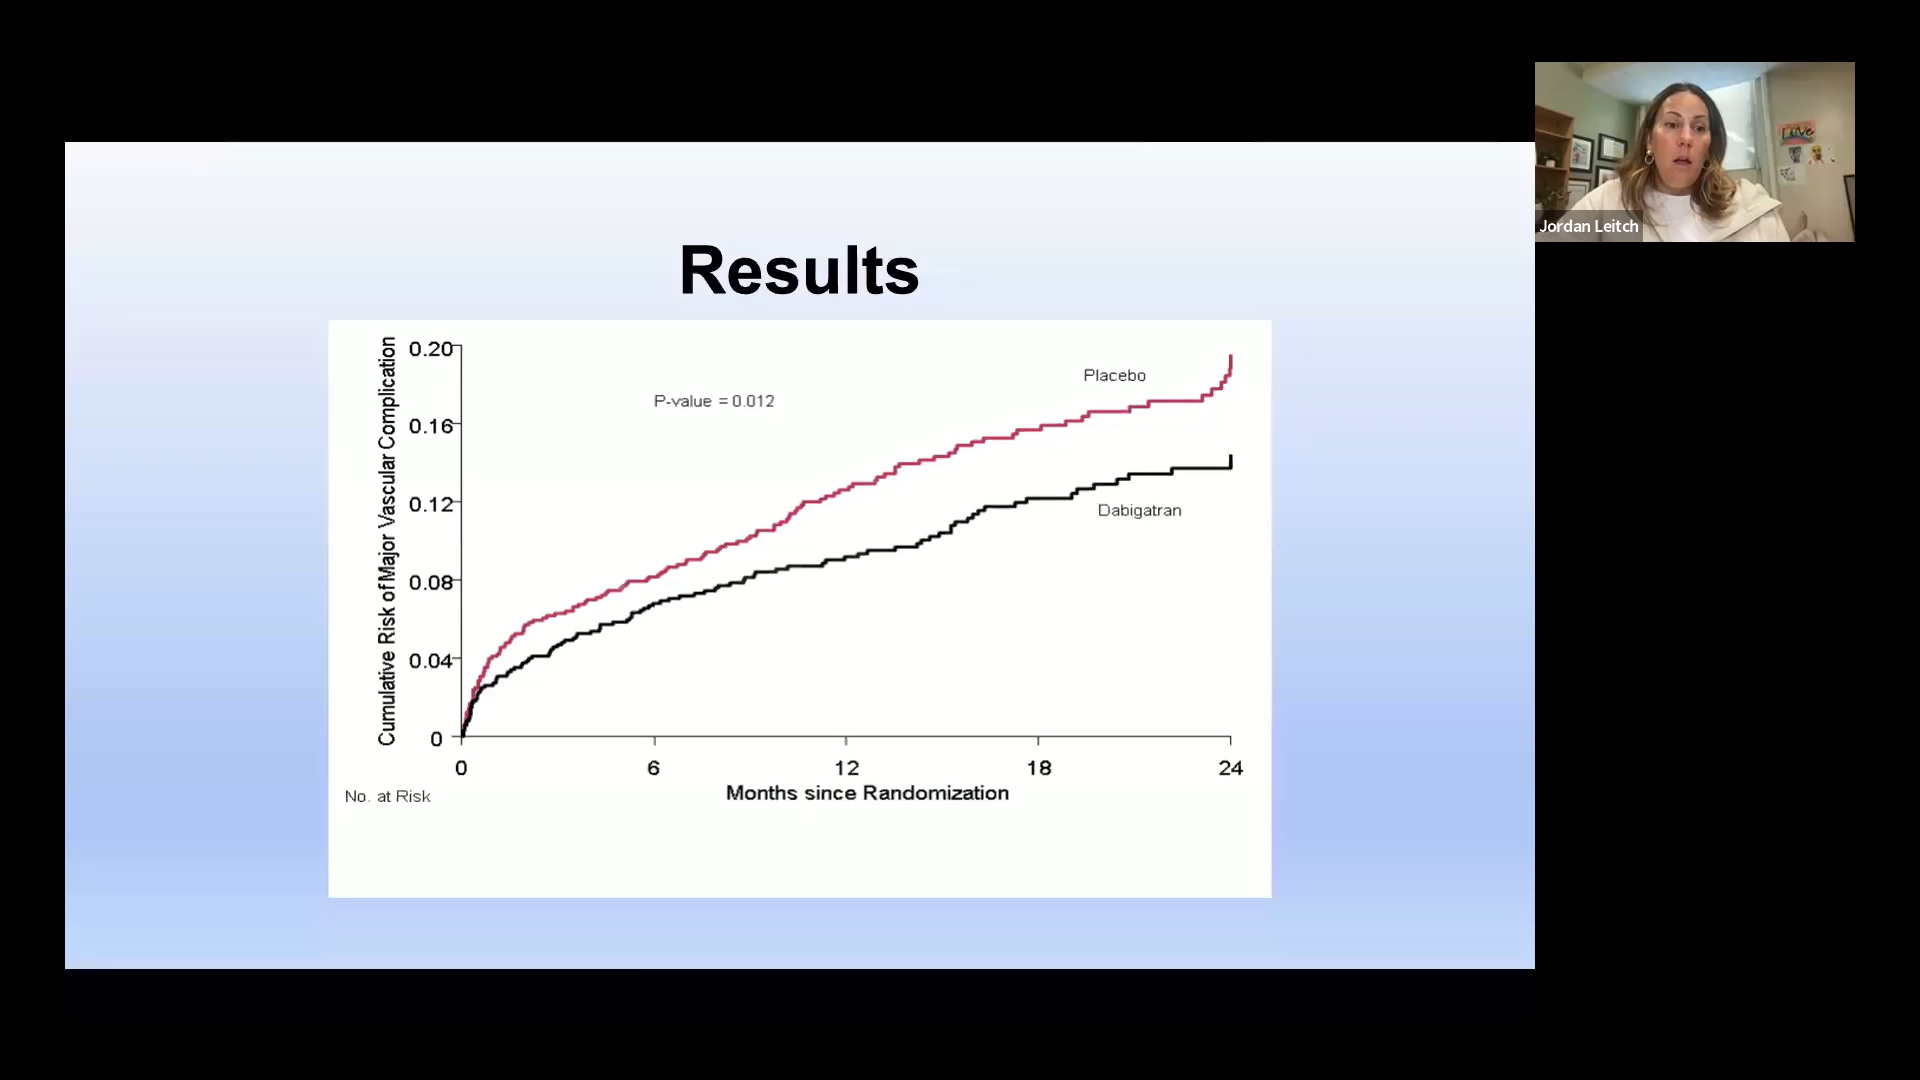 Love
Jordan Leitch
Results
Cumulative Risk of Major Vascular Complication
0.20
0.16
0.12
0.08
0.04
0
P-value = 0.012
Placebo
Dabigatran
0 6 12 18 24
Months since Randomization
No. at Risk